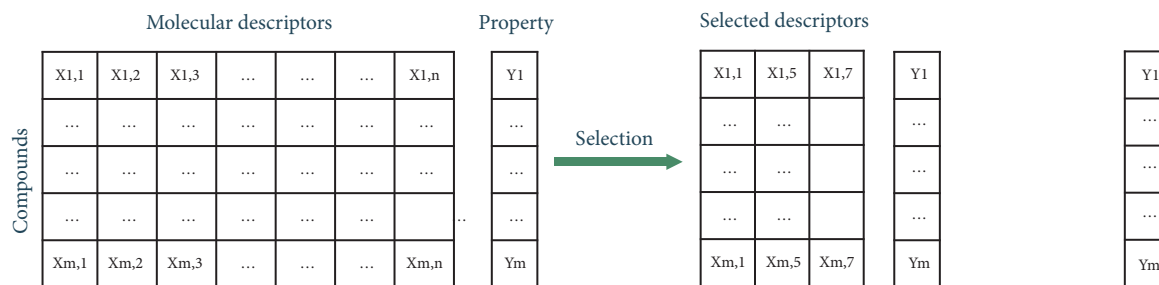 Molecular descriptors Property Selected descriptors
X1,1 X1,2 X1,3 ... ... ... X1,n Y1 X1,1 X1,5 X1,7 Y1 Y1
... ... ... ... ... ... ... ... ... ... ... ...
Selection
... ... ... ... ... ... ... ... ... ... ... ...
Compounds
... ... ... ... ... ... .. ... ... ... ... ...
Xm,1 Xm,2 Xm,3 ... ... ... Xm,n Ym Xm,1 Xm,5 Xm,7 Ym Ym